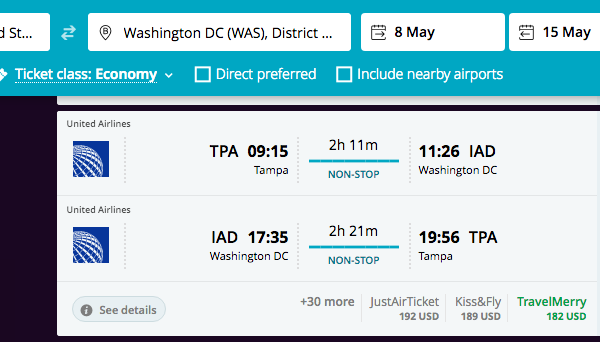 d St...
Washington DC (WAS), District ...
8 May
15 May
Ticket class: Economy
Direct preferred
Include nearby airports
United Airlines
TPA 09:15
2h 11m
11:26 IAD
Tampa
NON-STOP
Washington DC
United Airlines
IAD 17:35
2h 21m
19:56 TPA
Washington DC
NON-STOP
Tampa
See details
+30 more
JustAirTicket
192 USD
Kiss&Fly
189 USD
TravelMerry
182 USD